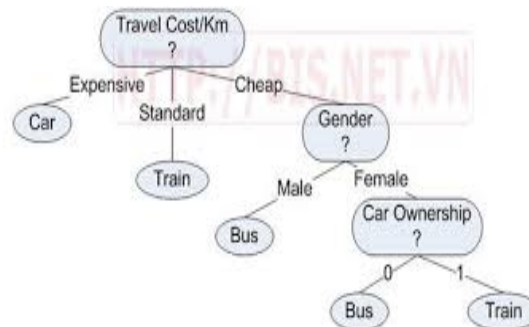 Travel Cost/Km
?
HTTP://BIS.NET.VN
Expensive
Cheap
Standard
Car
Gender
?
Train
Male
Female
Bus
Car Ownership
?
0
1
Bus
Train